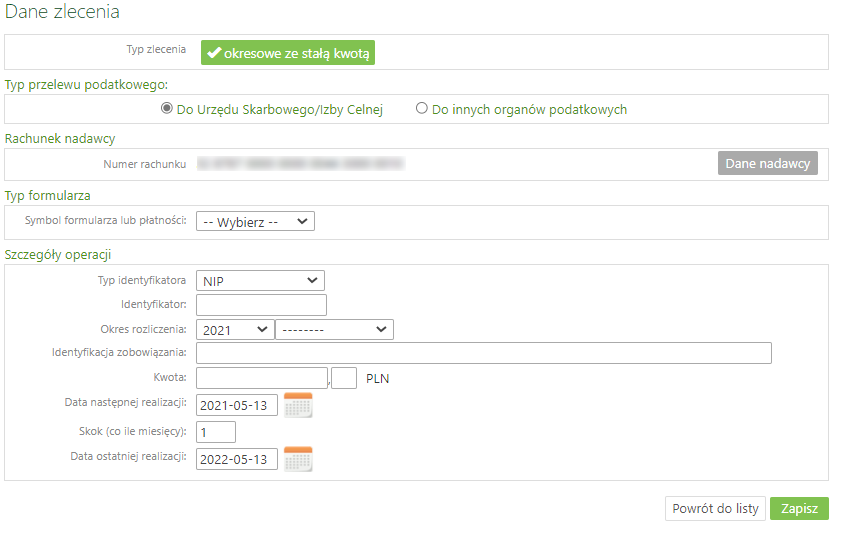 Dane zlecenia
Typ zlecenia okresowe ze stałą kwotą
Typ przelewu podatkowego:
Do Urzędu Skarbowego/Izby Celnej Do innych organów podatkowych
Rachunek nadawcy
Numer rachunku Dane nadawcy
Typ formularza
Symbol formularza lub płatności: -- Wybierz --
Szczegóły operacji
Typ identyfikatora NIP
Identyfikator:
Okres rozliczenia: 2021 --------
Identyfikacja zobowiązania:
Kwota: , PLN
Data następnej realizacji: 2021-05-13
Skok (co ile miesięcy): 1
Data ostatniej realizacji: 2022-05-13
Powrót do listy Zapisz